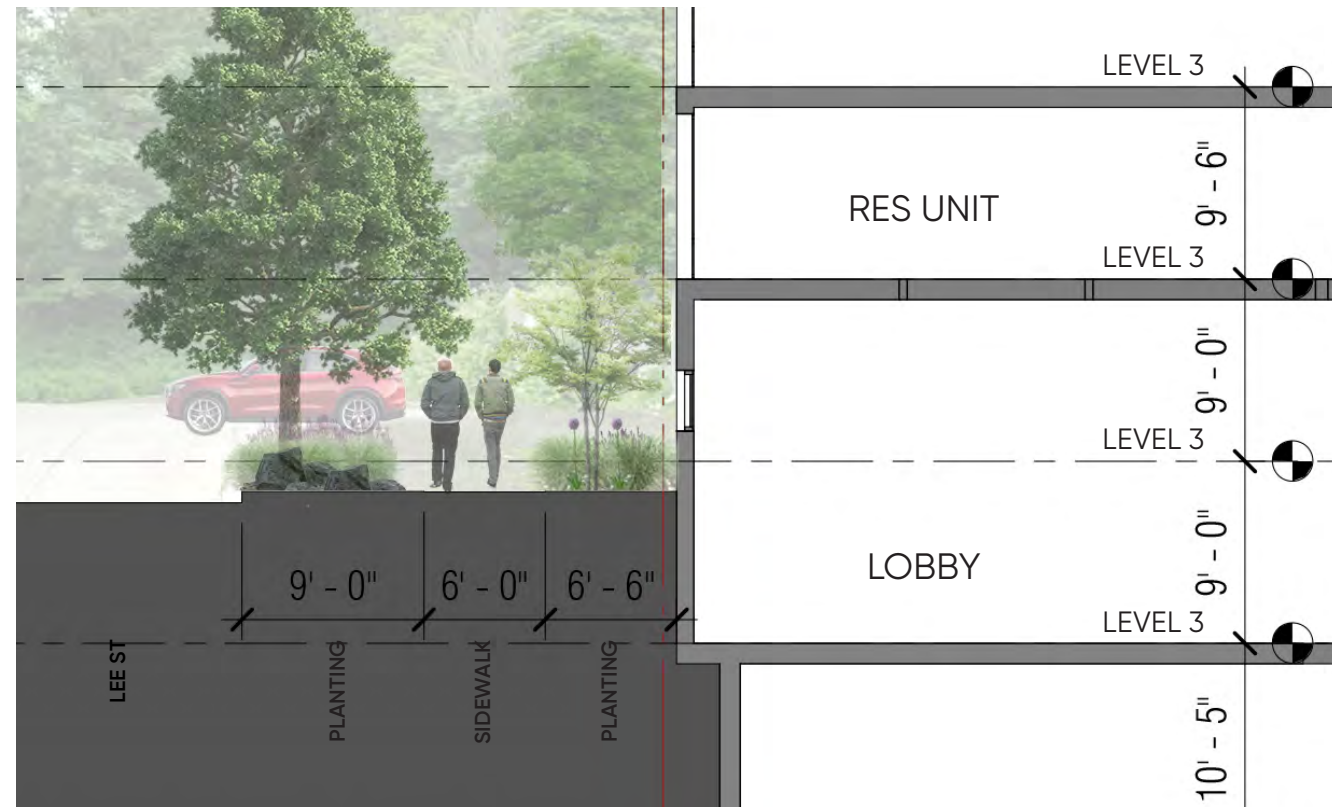 LEVEL 3
9' - 6"
RES UNIT
LEVEL 3
9' - 0"
LEVEL 3
9' - 0"
LOBBY
9' - 0" 6' - 0" 6' - 6"
LEVEL 3
LEE ST
PLANTING
SIDEWALK
PLANTING
10' - 5"